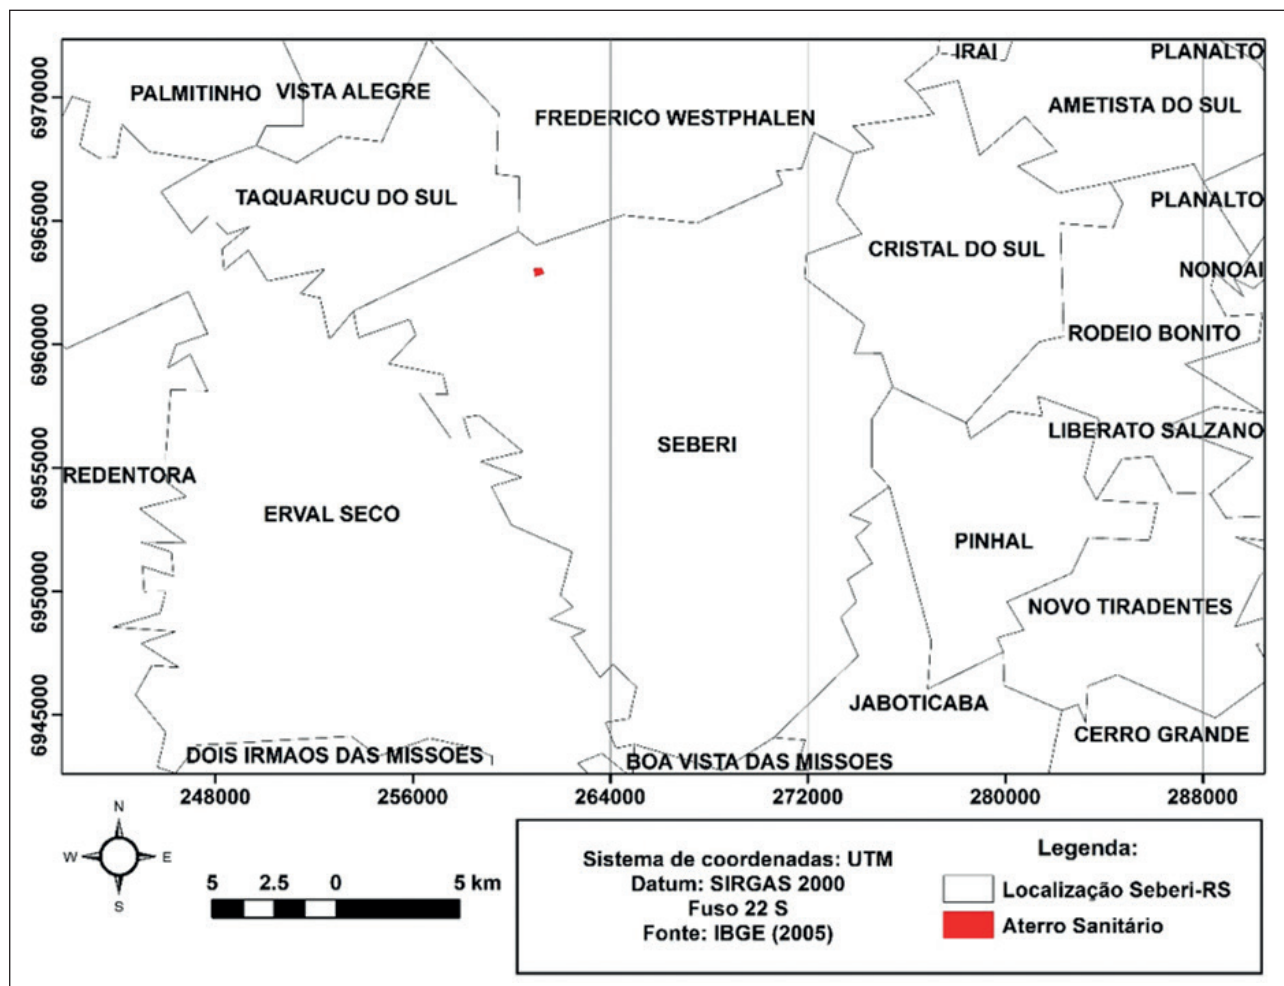 IRAI
PLANALTO
PALMITINHO
VISTA ALEGRE
AMETISTA DO SUL
FREDERICO WESTPHALEN
TAQUARUCU DO SUL
PLANALTO
CRISTAL DO SUL
NONOAI
RODEIO BONITO
LIBERATO SALZANO
SEBERI
REDENTORA
ERVAL SECO
PINHAL
NOVO TIRADENTES
JABOTICABA
CERRO GRANDE
DOIS IRMAOS DAS MISSOES
BOA VISTA DAS MISSOES
6970000
6965000
6960000
6955000
6950000
6945000
248000
256000
264000
272000
280000
288000
N
W
E
S
5 2.5 0 5 km
Sistema de coordenadas: UTM
Datum: SIRGAS 2000
Fuso 22 S
Fonte: IBGE (2005)
Legenda:
Localização Seberi-RS
Aterro Sanitário